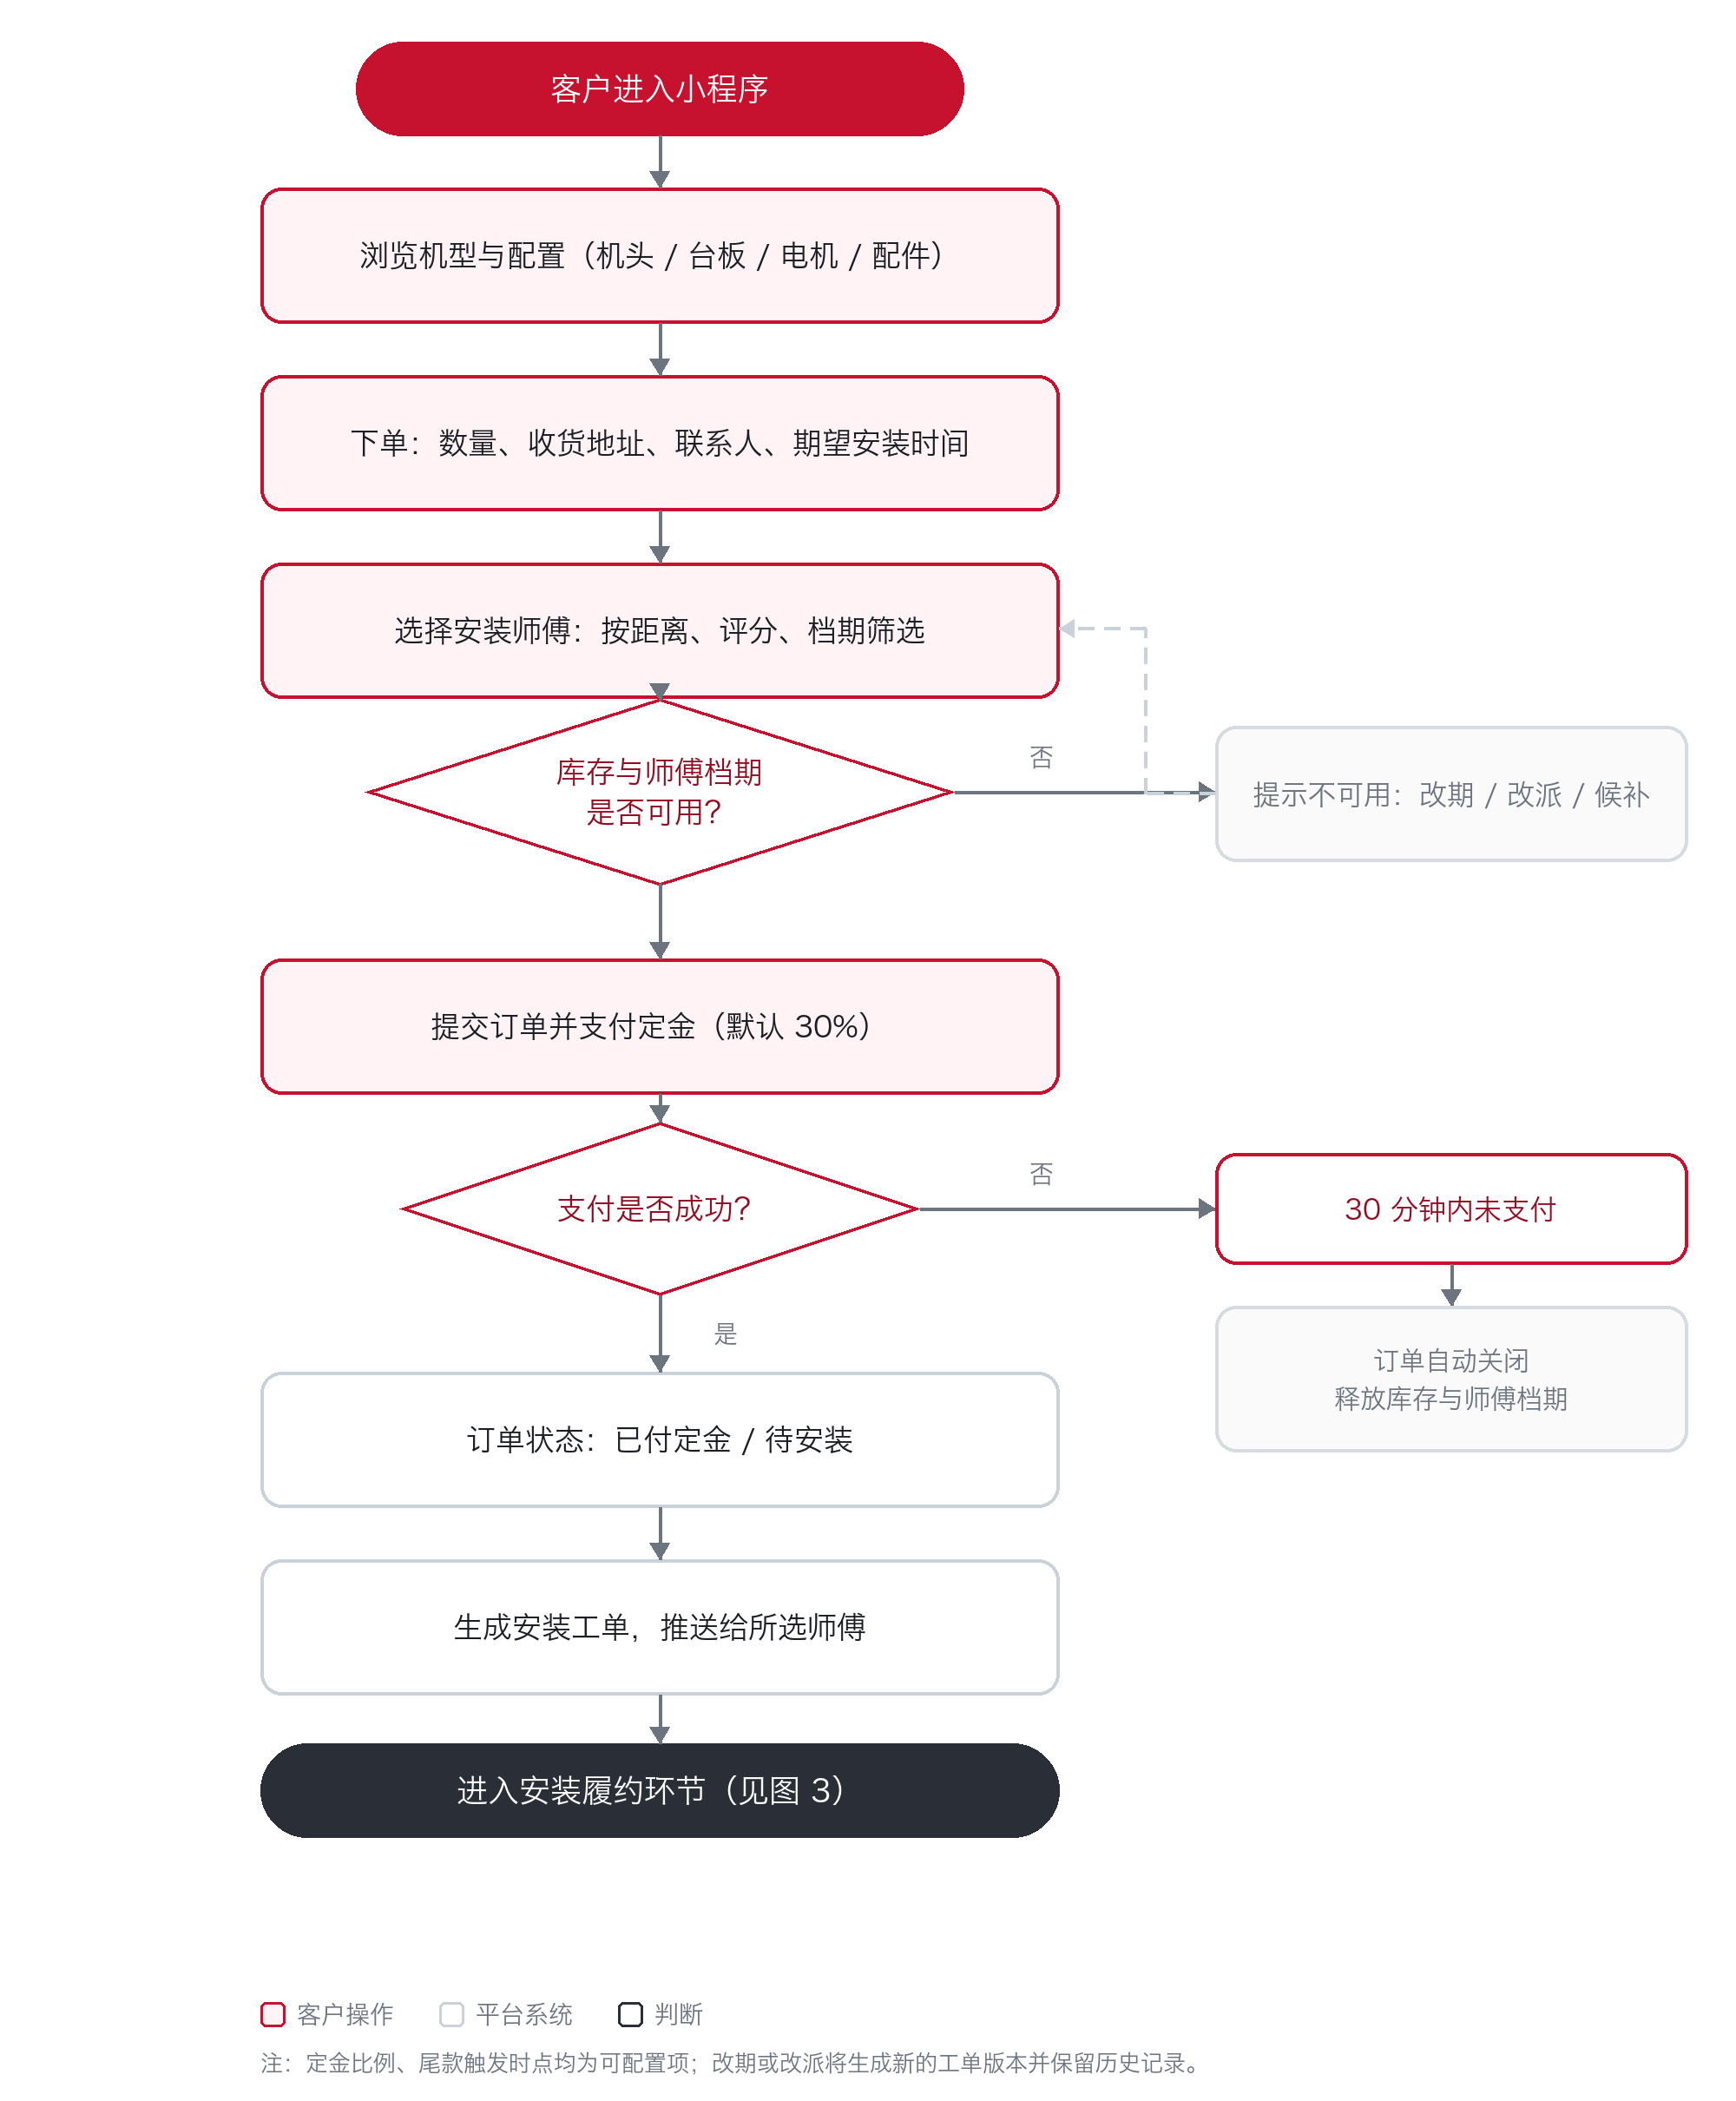 客户进入小程序
浏览机型与配置（机头 / 台板 / 电机 / 配件）
下单：数量、收货地址、联系人、期望安装时间
选择安装师傅：按距离、评分、档期筛选
库存与师傅档期
是否可用？
否
提示不可用：改期 / 改派 / 候补
提交订单并支付定金（默认 30%）
支付是否成功？
否
30 分钟内未支付
是
订单自动关闭
释放库存与师傅档期
订单状态：已付定金 / 待安装
生成安装工单，推送给所选师傅
进入安装履约环节（见图 3）
客户操作
平台系统
判断
注：定金比例、尾款触发时点均为可配置项；改期或改派将生成新的工单版本并保留历史记录。